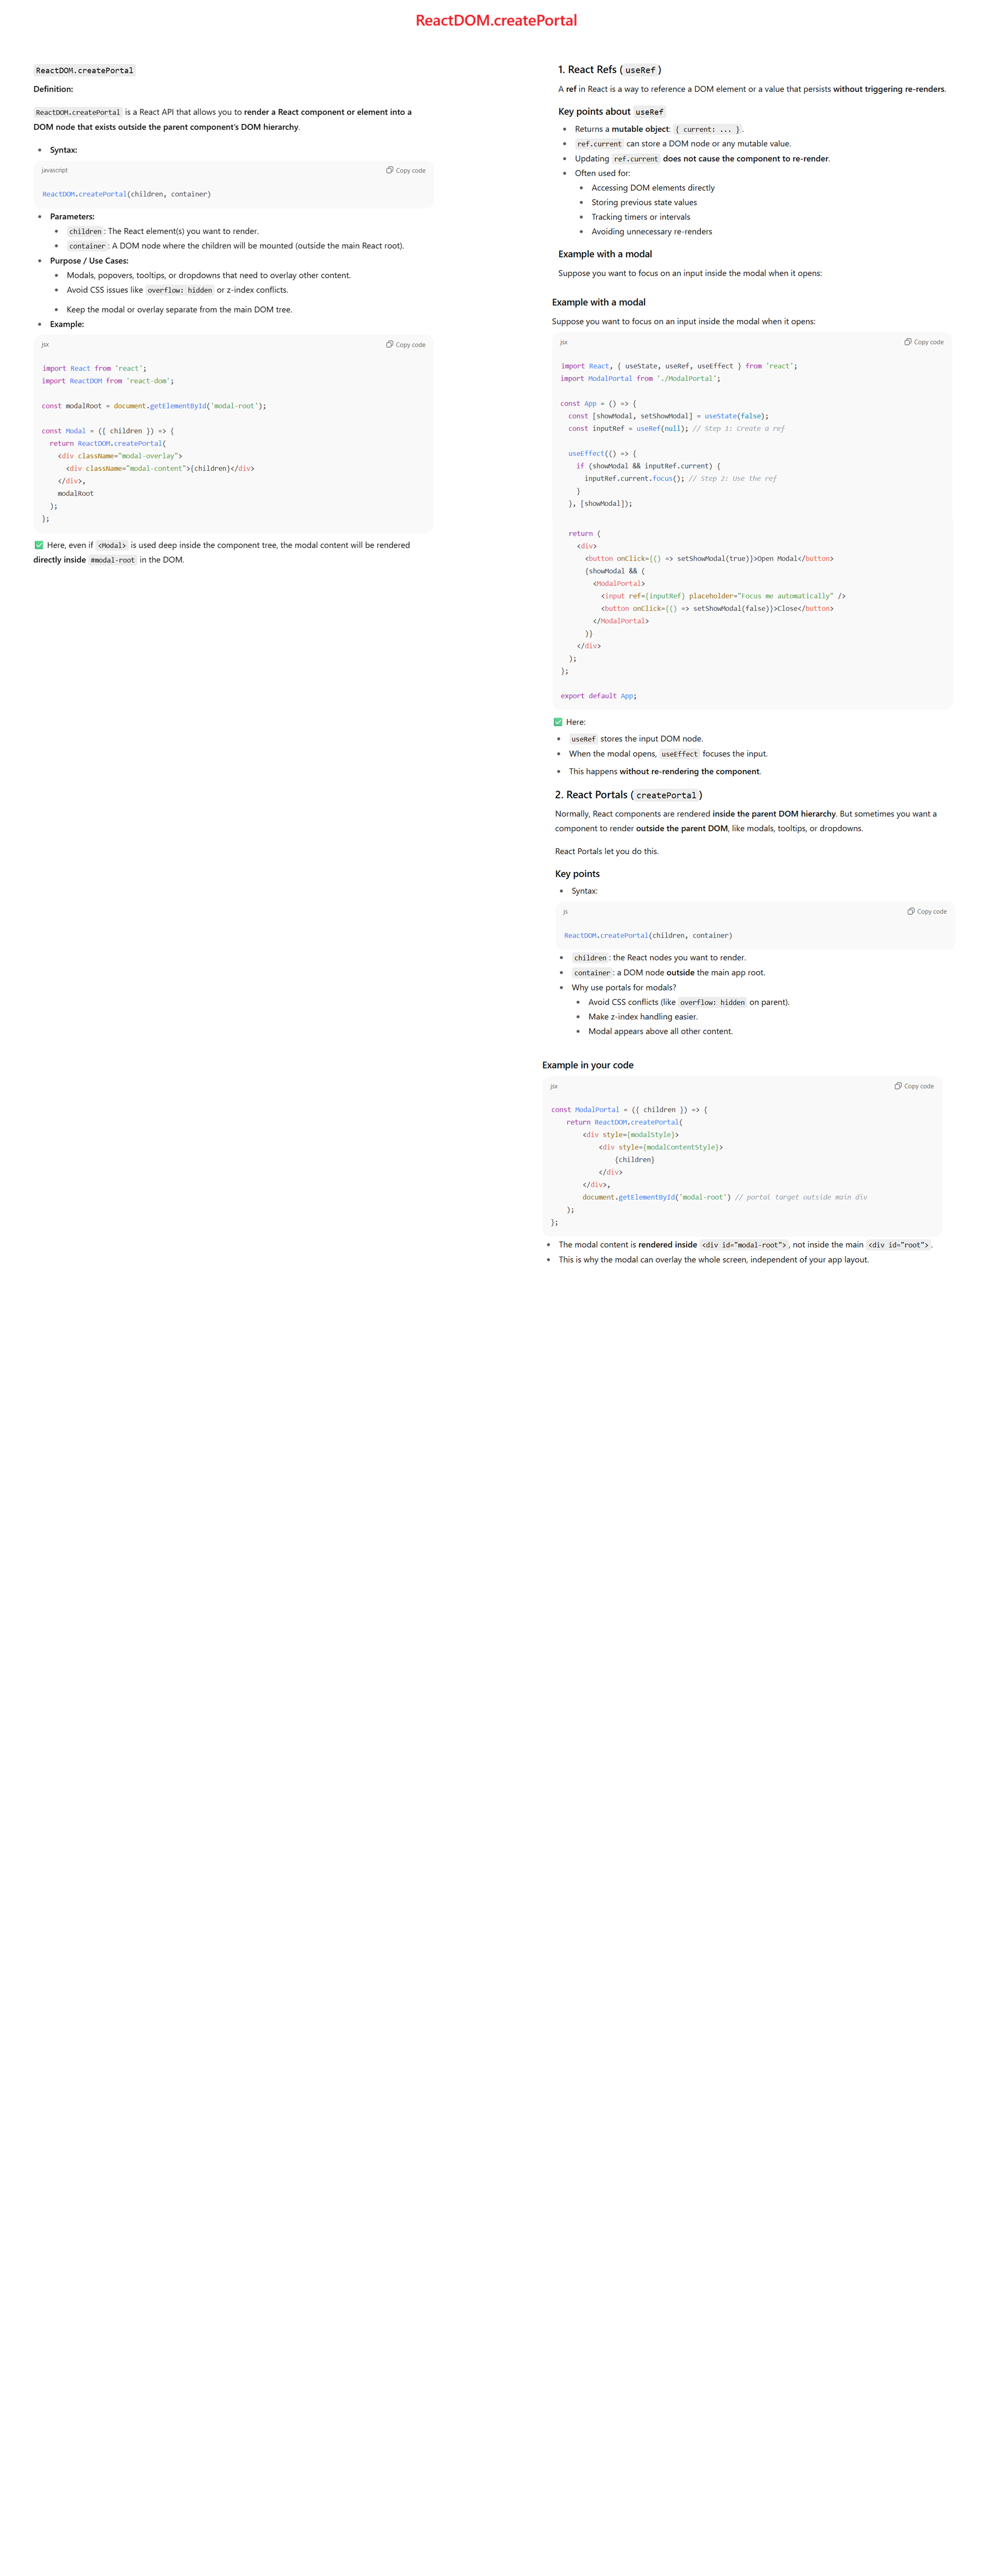 ReactDOM.createPortal
ReactDOM.createPortal
Definition:
ReactDOM.createPortal is a React API that allows you to render a React component or element into a
DOM node that exists outside the parent component's DOM hierarchy.
Syntax:
javascript
Copy code
ReactDOM.createPortal(children, container)
Parameters:
children: The React element(s) you want to render.
container: A DOM node where the children will be mounted (outside the main React root).
Purpose / Use Cases:
Modals, popovers, tooltips, or dropdowns that need to overlay other content.
Avoid CSS issues like overflow: hidden or z-index conflicts.
Keep the modal or overlay separate from the main DOM tree.
Example:
jsx
Copy code
import React from 'react';
import ReactDOM from 'react-dom';
const modalRoot = document.getElementById('modal-root');
const Modal = ({ children }) => {
return ReactDOM.createPortal(
<div className="modal-overlay">
<div className="modal-content">{children}</div>
</div>,
modalRoot
);
};
✅ Here, even if <Modal> is used deep inside the component tree, the modal content will be rendered
directly inside #modal-root in the DOM.
1. React Refs (useRef)
A ref in React is a way to reference a DOM element or a value that persists without triggering re-renders.
Key points about useRef
Returns a mutable object: { current: ... }.
ref.current can store a DOM node or any mutable value.
Updating ref.current does not cause the component to re-render.
Often used for:
Accessing DOM elements directly
Storing previous state values
Tracking timers or intervals
Avoiding unnecessary re-renders
Example with a modal
Suppose you want to focus on an input inside the modal when it opens:
Example with a modal
Suppose you want to focus on an input inside the modal when it opens:
jsx
Copy code
import React, { useState, useRef, useEffect } from 'react';
import ModalPortal from './ModalPortal';
const App = () => {
const [showModal, setShowModal] = useState(false);
const inputRef = useRef(null); // Step 1: Create a ref
useEffect(() => {
if (showModal && inputRef.current) {
inputRef.current.focus(); // Step 2: Use the ref
}
}, [showModal]);
return (
<div>
<button onClick={() => setShowModal(true)}>Open Modal</button>
{showModal && (
<ModalPortal>
<input ref={inputRef} placeholder="Focus me automatically" />
<button onClick={() => setShowModal(false)}>Close</button>
</ModalPortal>
)}
</div>
);
};
export default App;
✅ Here:
useRef stores the input DOM node.
When the modal opens, useEffect focuses the input.
This happens without re-rendering the component.
2. React Portals (createPortal)
Normally, React components are rendered inside the parent DOM hierarchy. But sometimes you want a
component to render outside the parent DOM, like modals, tooltips, or dropdowns.
React Portals let you do this.
Key points
Syntax:
js
Copy code
ReactDOM.createPortal(children, container)
children: the React nodes you want to render.
container: a DOM node outside the main app root.
Why use portals for modals?
Avoid CSS conflicts (like overflow: hidden on parent).
Make z-index handling easier.
Modal appears above all other content.
Example in your code
jsx
Copy code
const ModalPortal = ({ children }) => {
return ReactDOM.createPortal(
<div style={modalStyle}>
<div style={modalContentStyle}>
{children}
</div>
</div>,
document.getElementById('modal-root') // portal target outside main div
);
};
The modal content is rendered inside <div id="modal-root">, not inside the main <div id="root">.
This is why the modal can overlay the whole screen, independent of your app layout.